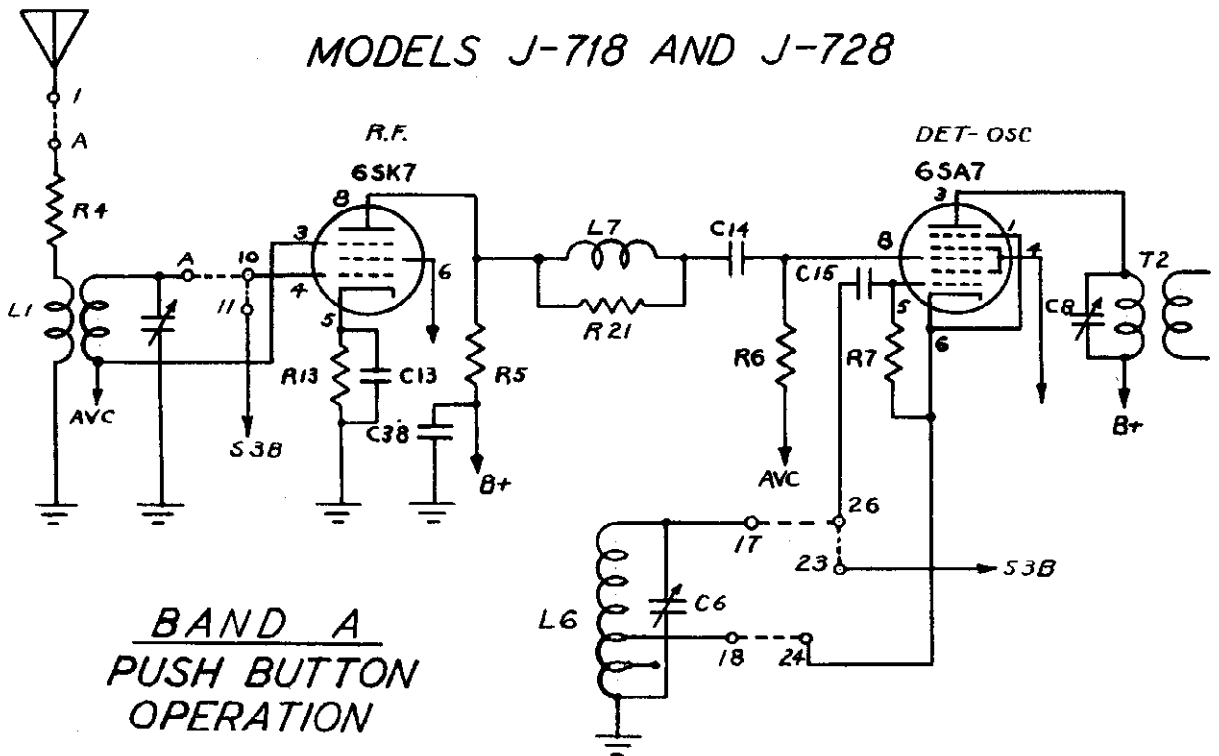 MODELS J-718 AND J-728
1
A
R4
L1
AVC
A
10
11
S3B
R.F.
6SK7
8
3
4
5
6
R13
C13
C38
R5
B+
L7
R21
C14
R6
AVC
DET-OSC
6SA7
3
8
1
4
C15
5
6
R7
C8
T2
B+
26
17
23
S3B
L6
C6
18
24
BAND A
PUSH BUTTON
OPERATION